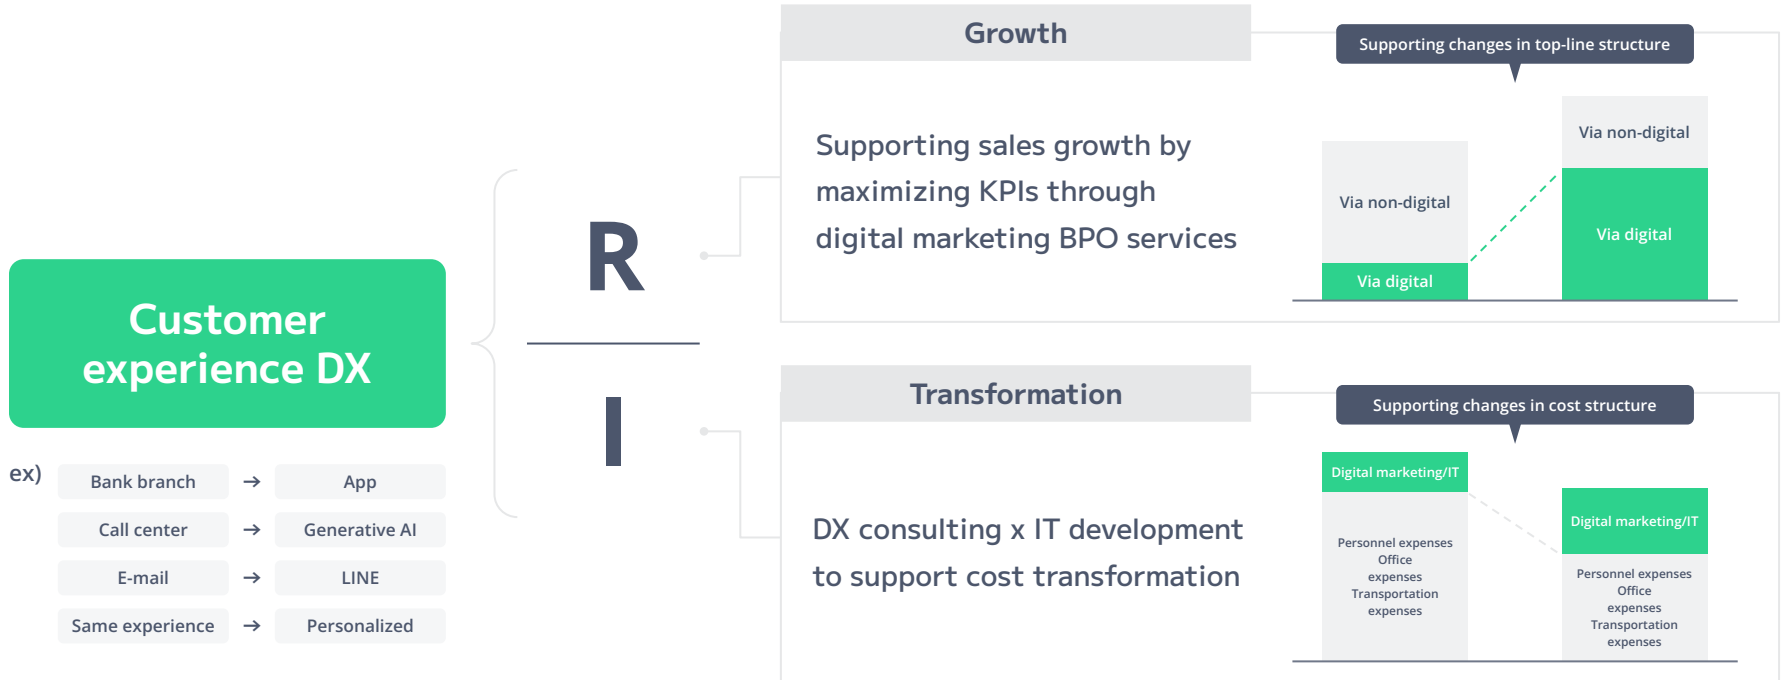 Customer
experience DX
ex)
Bank branch → App
Call center → Generative AI
E-mail → LINE
Same experience → Personalized
R
I
Growth
Supporting sales growth by
maximizing KPIs through
digital marketing BPO services
Supporting changes in top-line structure
Via non-digital
Via digital
Via non-digital
Via digital
Transformation
DX consulting x IT development
to support cost transformation
Supporting changes in cost structure
Digital marketing/IT
Personnel expenses
Office
expenses
Transportation
expenses
Digital marketing/IT
Personnel expenses
Office
expenses
Transportation
expenses